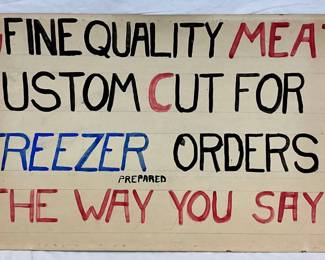 FINE QUALITY MEAT
USTOM CUT FOR
REEZER ORDERS
PREPARED
THE WAY YOU SAY